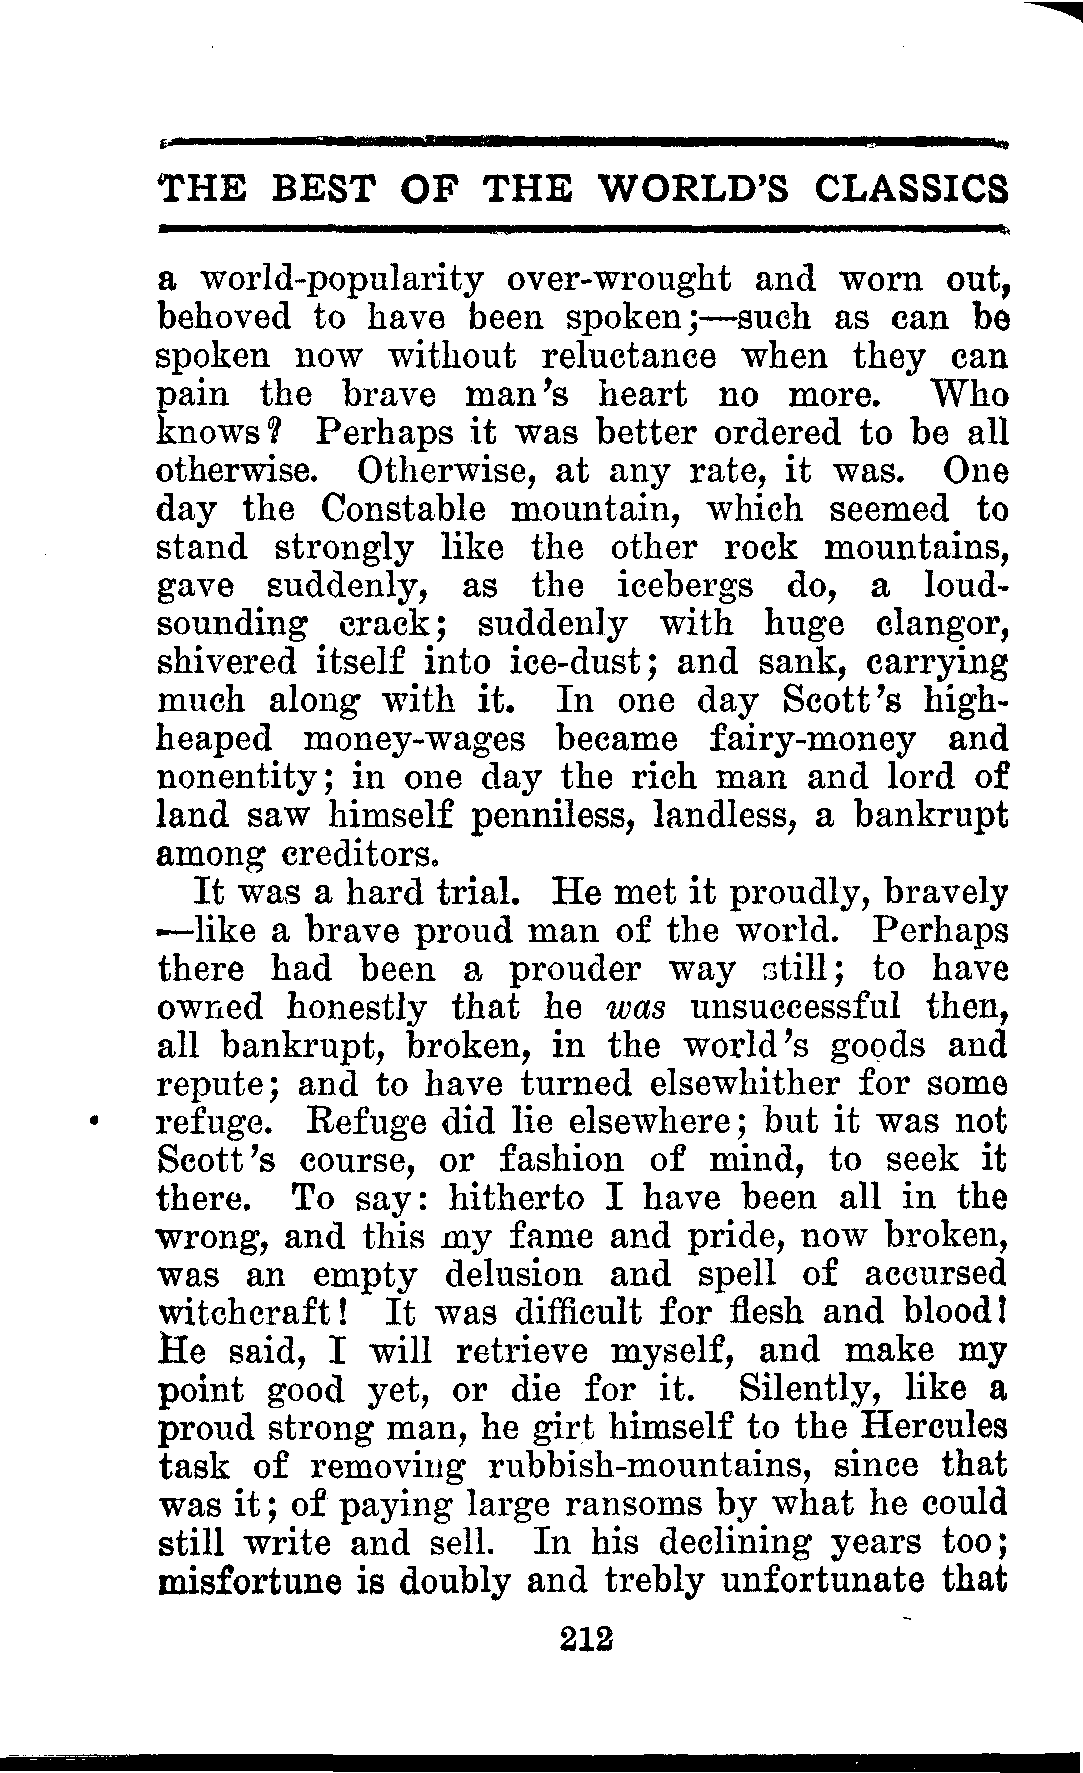 THE BEST OF THE WORLD'S CLASSICS
a world-popularity over-wrought and worn out,
behoved to have been spoken;—such as can be
spoken now without reluctance when they can
pain the brave man's heart no more. Who
knows? Perhaps it was better ordered to be all
otherwise. Otherwise, at any rate, it was. One
day the Constable mountain, which seemed to
stand strongly like the other rock mountains,
gave suddenly, as the icebergs do, a loud-
sounding crack; suddenly with huge clangor,
shivered itself into ice-dust; and sank, carrying
much along with it. In one day Scott's high-
heaped money-wages became fairy-money and
nonentity; in one day the rich man and lord of
land saw himself penniless, landless, a bankrupt
among creditors.
It was a hard trial. He met it proudly, bravely
—like a brave proud man of the world. Perhaps
there had been a prouder way still; to have
owned honestly that he was unsuccessful then,
all bankrupt, broken, in the world's goods and
repute; and to have turned elsewhither for some
refuge. Refuge did lie elsewhere; but it was not
Scott's course, or fashion of mind, to seek it
there. To say: hitherto I have been all in the
wrong, and this my fame and pride, now broken,
was an empty delusion and spell of accursed
witchcraft! It was difficult for flesh and blood!
He said, I will retrieve myself, and make my
point good yet, or die for it. Silently, like a
proud strong man, he girt himself to the Hercules
task of removing rubbish-mountains, since that
was it; of paying large ransoms by what he could
still write and sell. In his declining years too;
misfortune is doubly and trebly unfortunate that
212